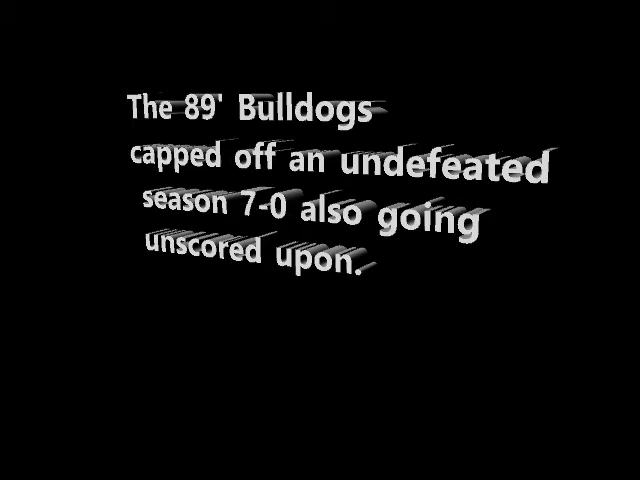 The 89' Bulldogs
capped off an undefeated
season 7-0 also going
unscored upon.